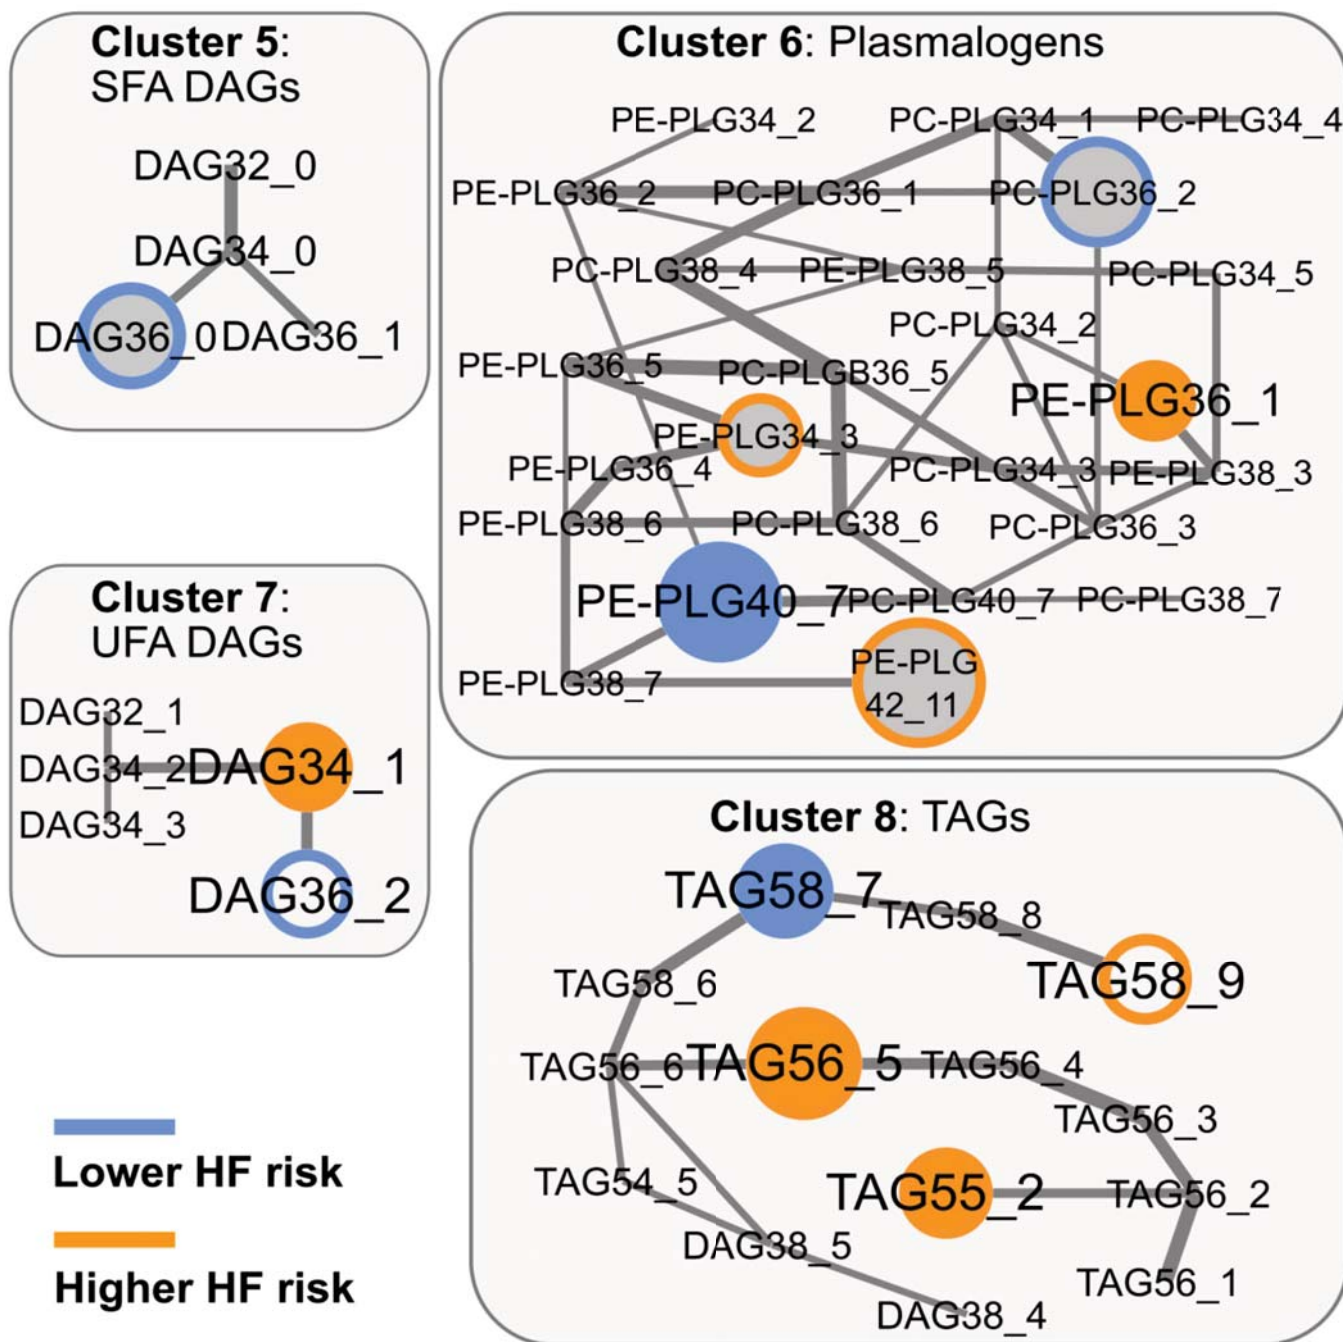 Cluster 5:
SFA DAGs
DAG32_0
DAG34_0
DAG36_0 DAG36_1
Cluster 6: Plasmalogens
PE-PLG34_2 PC-PLG34_1 PC-PLG34_4
PE-PLG36_2 PC-PLG36_1 PC-PLG36_2
PC-PLG38_4 PE-PLG38_5 PC-PLG34_5
PC-PLG34_2
PE-PLG36_5 PC-PLGB36_5
PE-PLG36_1
PE-PLG34_3
PE-PLG36_4 PC-PLG34_3 PE-PLG38_3
PE-PLG38_6 PC-PLG38_6 PC-PLG36_3
PE-PLG40_7 PC-PLG40_7 PC-PLG38_7
PE-PLG38_7 PE-PLG
42_11
Cluster 7:
UFA DAGs
DAG32_1
DAG34_2 DAG34_1
DAG34_3
DAG36_2
Cluster 8: TAGs
TAG58_7
TAG58_8
TAG58_6 TAG58_9
TAG56_6 TAG56_5 TAG56_4
TAG56_3
TAG54_5 TAG55_2 TAG56_2
DAG38_5
TAG56_1
DAG38_4
Lower HF risk
Higher HF risk